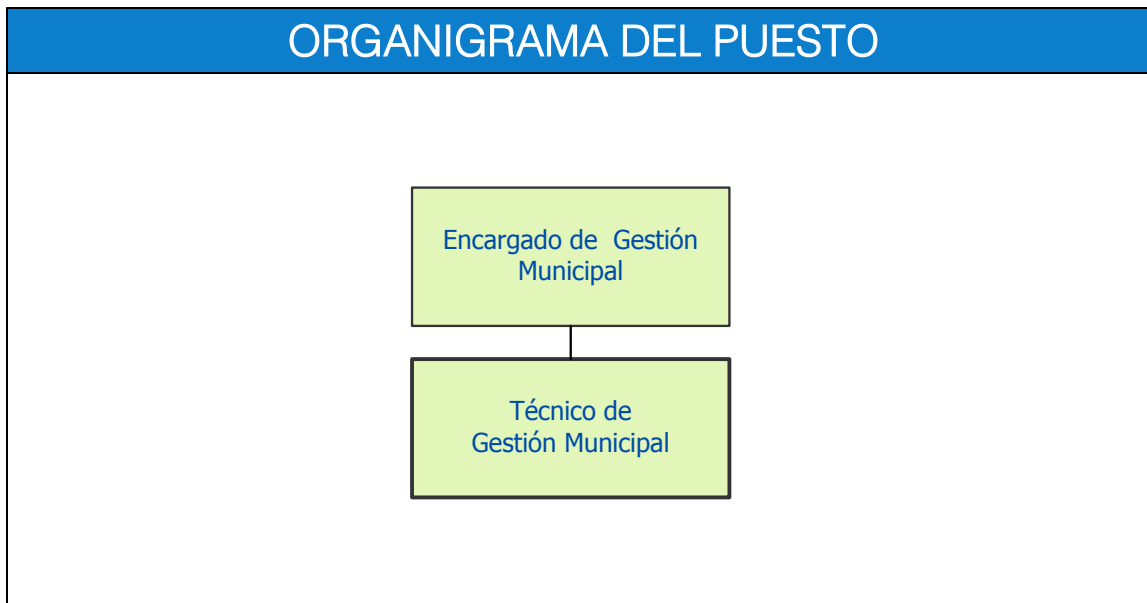 ORGANIGRAMA DEL PUESTO
Encargado de  Gestión
Municipal
Técnico de
Gestión Municipal